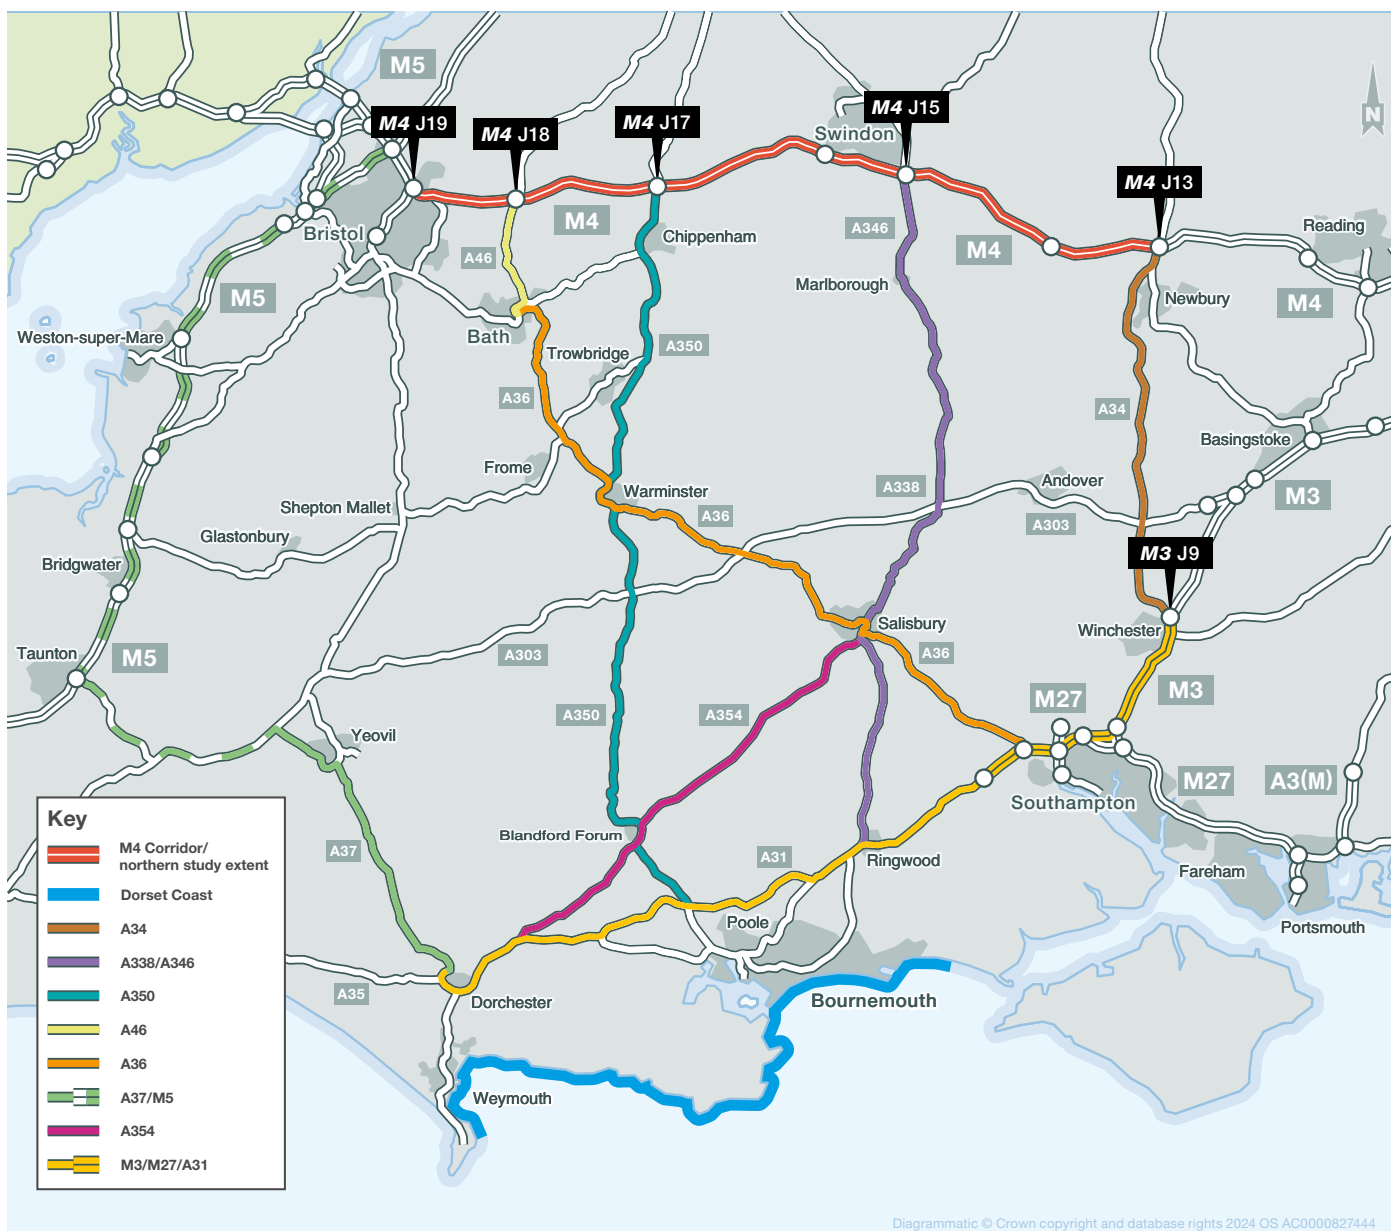 M5
M4 J19
M4 J18
M4 J17
M4 J15
Swindon
N
M4 J13
Bristol
M4
Chippenham
A346
M4
Reading
A46
Marlborough
M5
Newbury
M4
Weston-super-Mare
Bath
Trowbridge
A350
A36
A34
Basingstoke
Frome
Warminster
A338
Andover
M3
Shepton Mallet
A36
A303
Glastonbury
Bridgwater
M3 J9
Salisbury
Winchester
Taunton
M5
A303
A36
M3
M27
A350
A354
Yeovil
M27
A3(M)
Southampton
Blandford Forum
A37
A31
Ringwood
Fareham
Poole
Portsmouth
A35
Dorchester
Bournemouth
Weymouth
Key
M4 Corridor/
northern study extent
Dorset Coast
A34
A338/A346
A350
A46
A36
A37/M5
A354
M3/M27/A31
Diagrammatic © Crown copyright and database rights 2024 OS AC0000827444